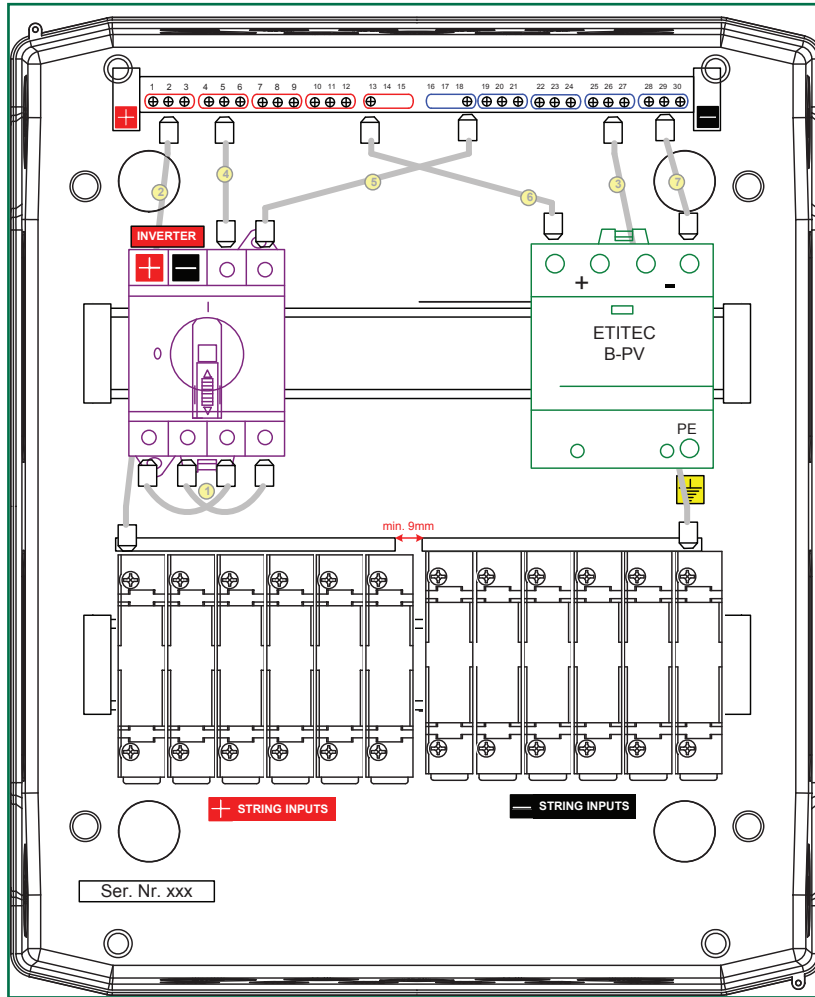 1 2 3 4 5 6 7 8 9 10 11 12 13 14 15 16 17 18 19 20 21 22 23 24 25 26 27 28 29 30
+ −
2 4 5 6 3 7
INVERTER
+ − + -
I
O
ETITEC
B-PV
PE
1
min. 9mm
+ STRING INPUTS
− STRING INPUTS
Ser. Nr. xxx